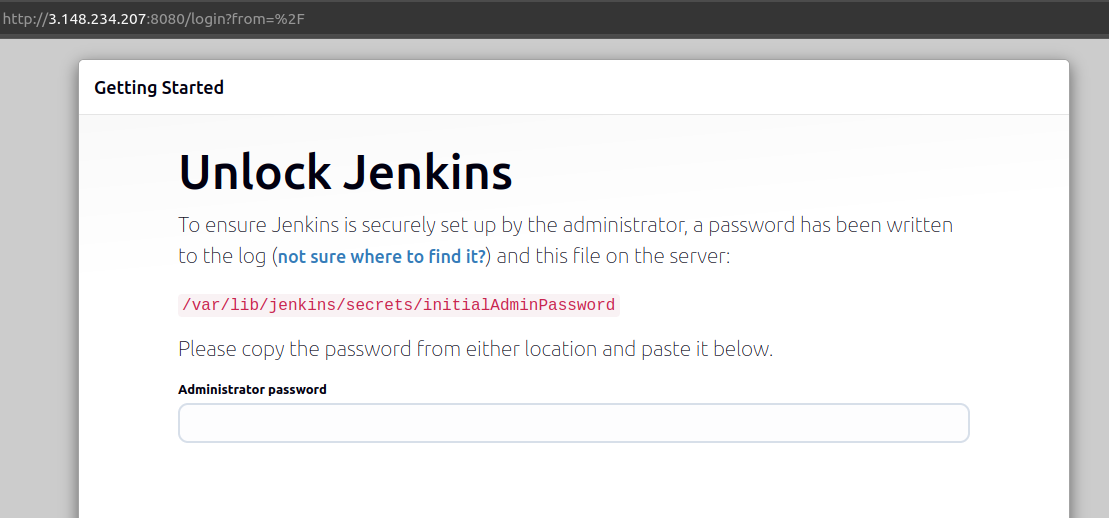 http://3.148.234.207:8080/login?from=%2F
Getting Started
Unlock Jenkins
To ensure Jenkins is securely set up by the administrator, a password has been written
to the log (not sure where to find it?) and this file on the server:
/var/lib/jenkins/secrets/initialAdminPassword
Please copy the password from either location and paste it below.
Administrator password